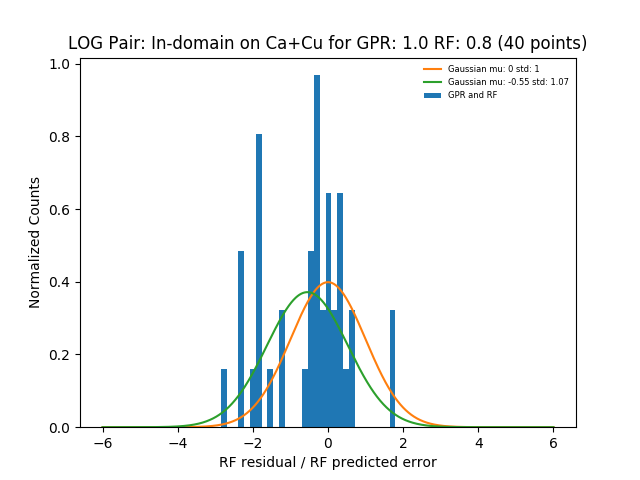 LOG Pair: In-domain on Ca+Cu for GPR: 1.0 RF: 0.8 (40 points)
Gaussian mu: 0 std: 1
Gaussian mu: -0.55 std: 1.07
GPR and RF
Normalized Counts
1.0
0.8
0.6
0.4
0.2
0.0
−6 −4 −2 0 2 4 6
RF residual / RF predicted error